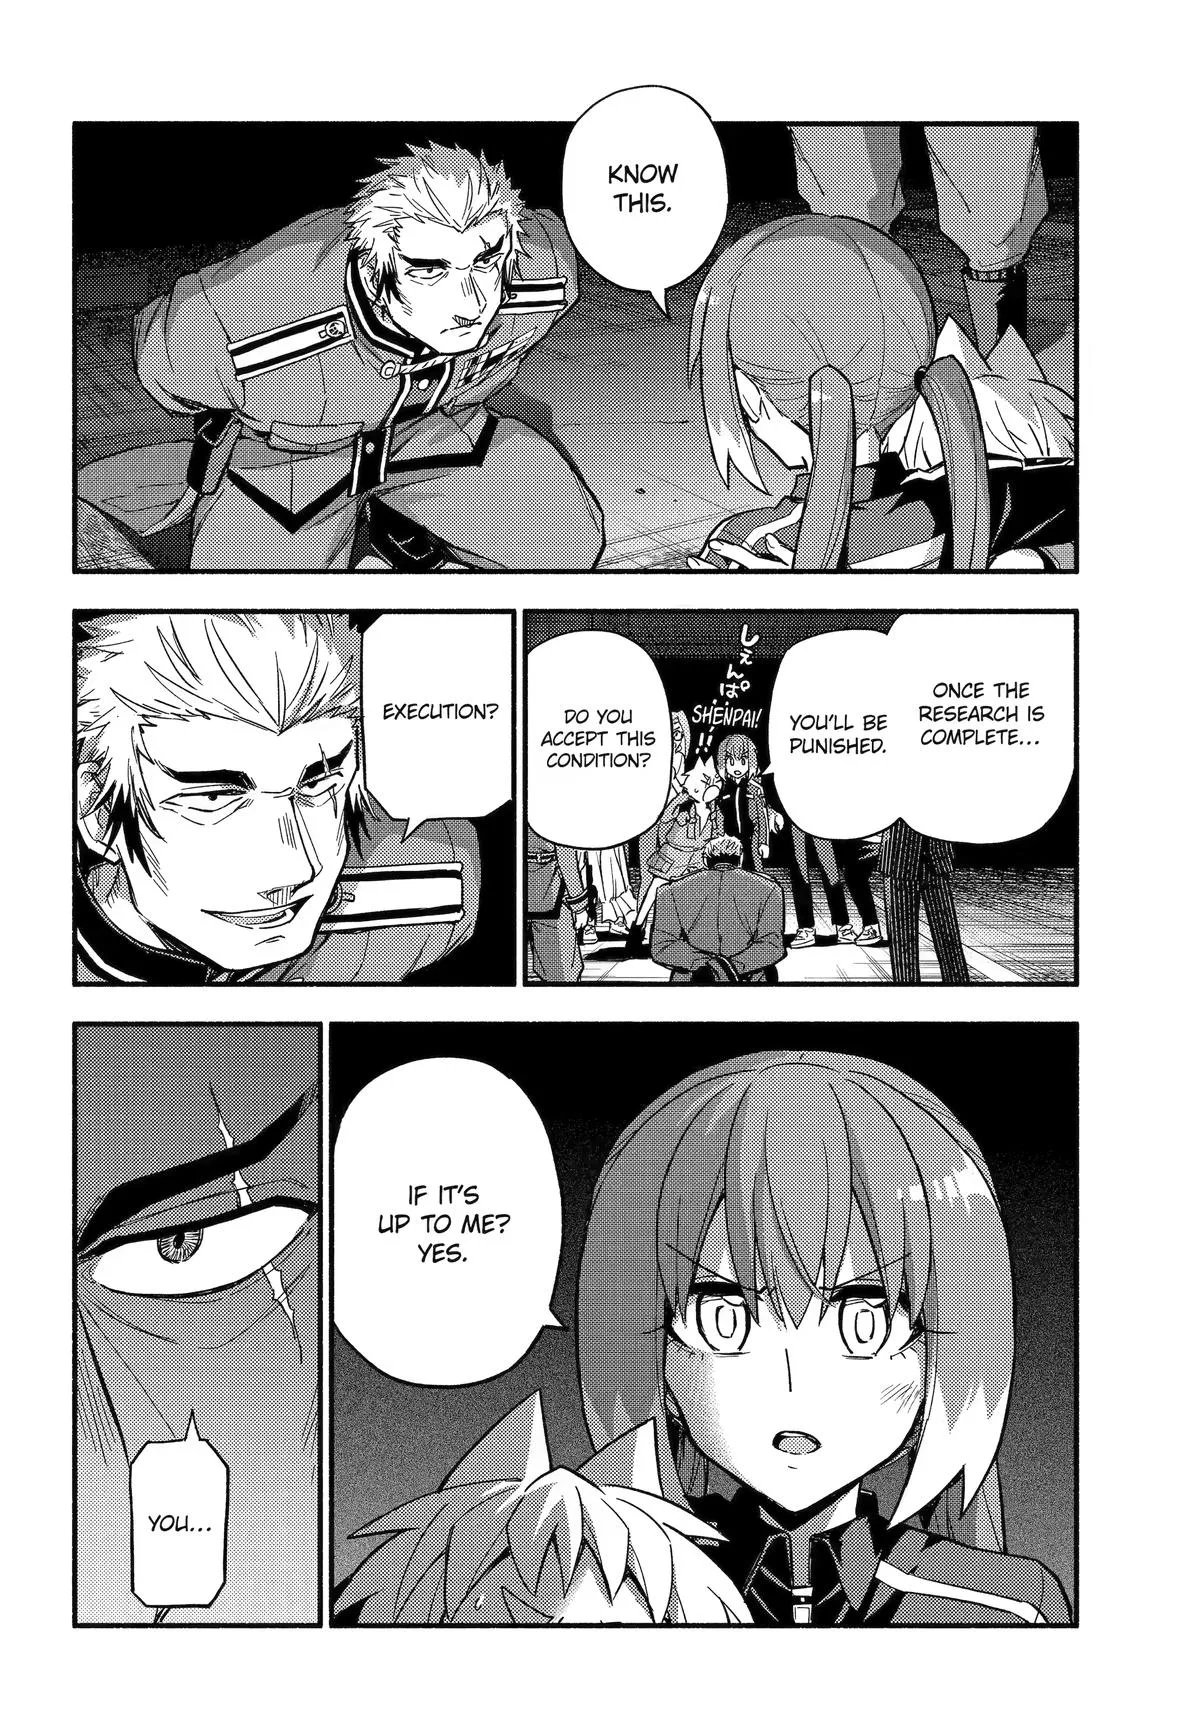 KNOW
THIS.
ONCE THE
RESEARCH IS
COMPLETE...
YOU'LL BE
PUNISHED.
しぇんぱ゜!!
SHENPAI!
DO YOU
ACCEPT THIS
CONDITION?
EXECUTION?
IF IT'S
UP TO ME?
YES.
YOU...